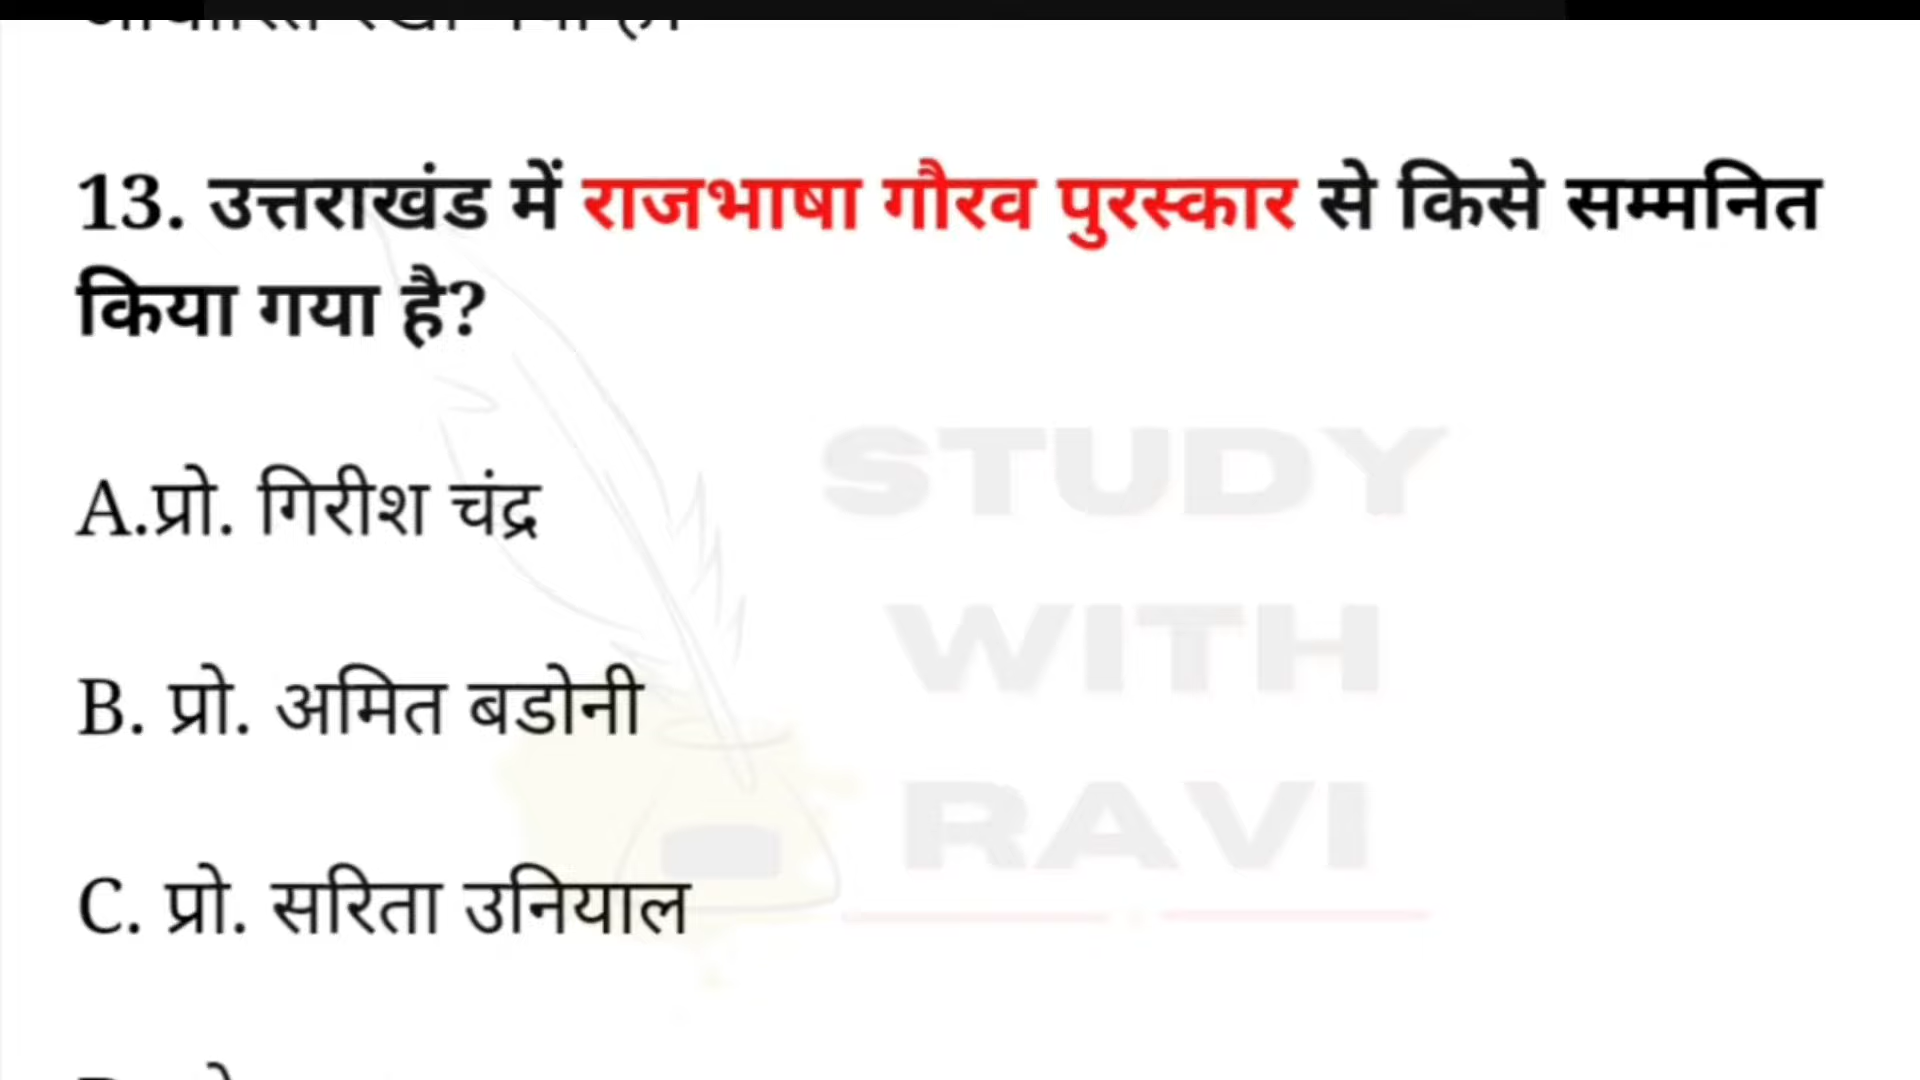 13. उत्तराखंड में राजभाषा गौरव पुरस्कार से किसे सम्मनित
किया गया है?
A.प्रो. गिरीश चंद्र
B. प्रो. अमित बडोनी
C. प्रो. सरिता उनियाल
STUDY
WITH
RAVI